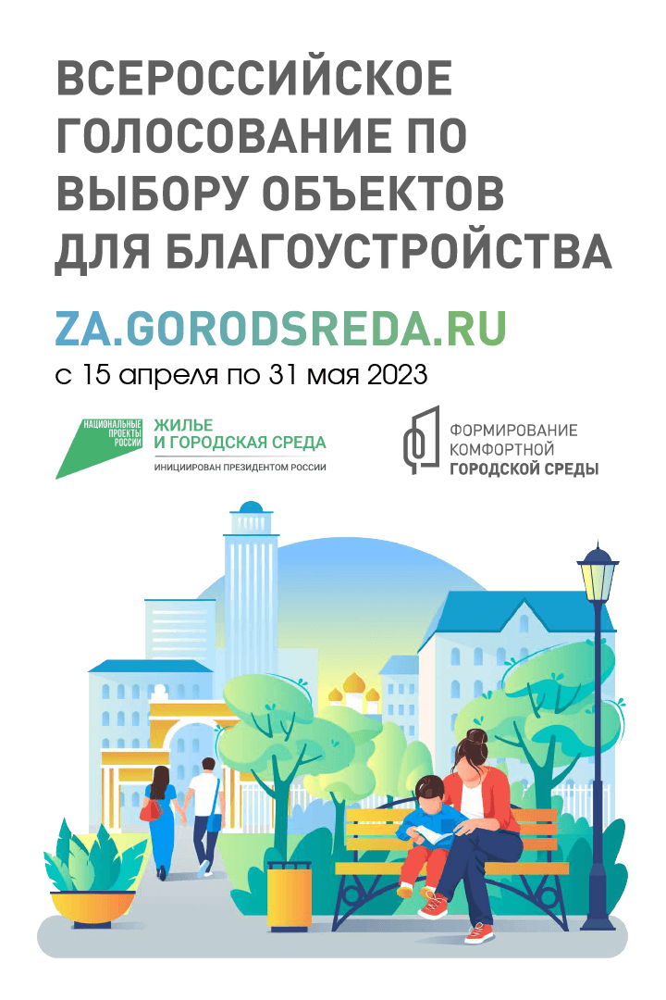 ВСЕРОССИЙСКОЕ
ГОЛОСОВАНИЕ ПО
ВЫБОРУ ОБЪЕКТОВ
ДЛЯ БЛАГОУСТРОЙСТВА
ZA.GORODSREDA.RU
с 15 апреля по 31 мая 2023
НАЦИОНАЛЬНЫЕ
ПРОЕКТЫ
РОССИИ
ЖИЛЬЕ
И ГОРОДСКАЯ СРЕДА
ИНИЦИИРОВАН ПРЕЗИДЕНТОМ РОССИИ
ФОРМИРОВАНИЕ
КОМФОРТНОЙ
ГОРОДСКОЙ СРЕДЫ